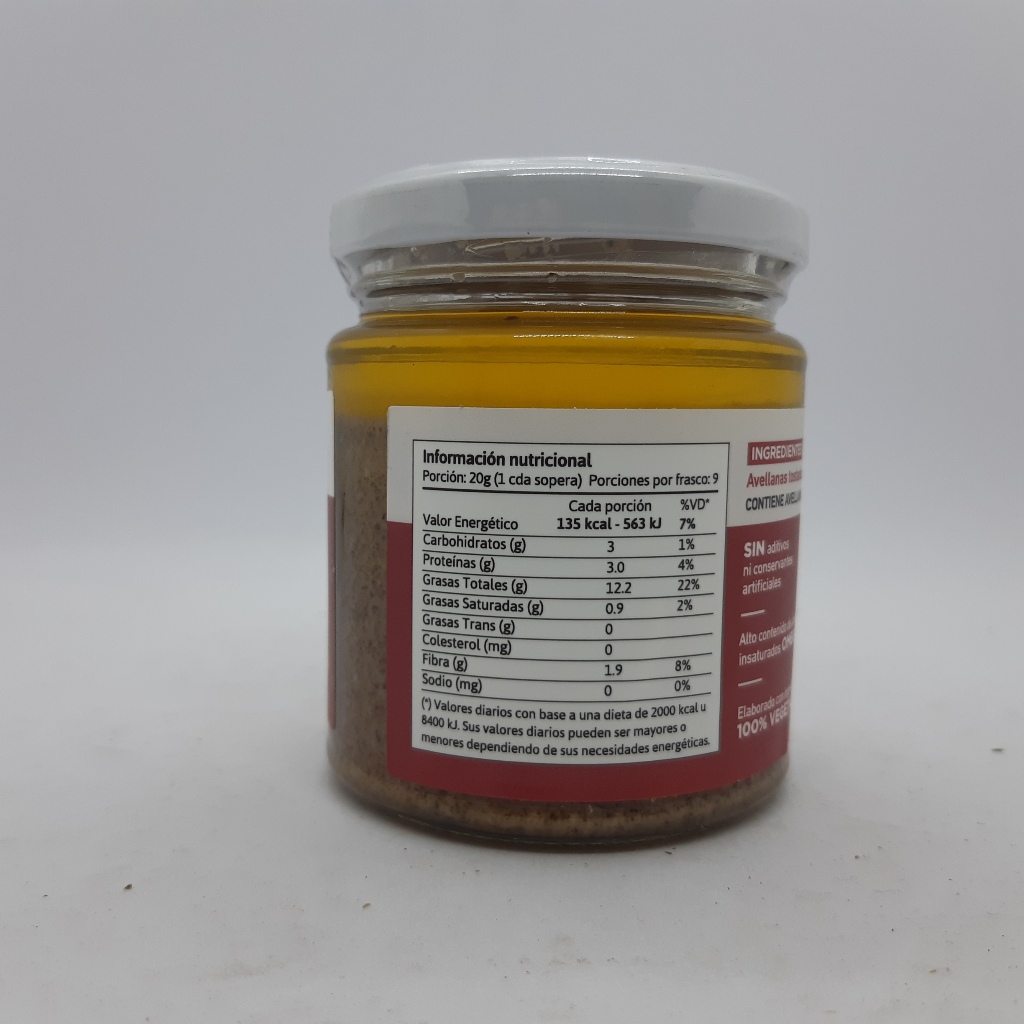 Información nutricional
Porción: 20g (1 cda sopera) Porciones por frasco: 9
Cada porción %VD*
Valor Energético 135 kcal - 563 kJ 7%
Carbohidratos (g) 3 1%
Proteínas (g) 3.0 4%
Grasas Totales (g) 12.2 22%
Grasas Saturadas (g) 0.9 2%
Grasas Trans (g) 0
Colesterol (mg) 0
Fibra (g) 1.9 8%
Sodio (mg) 0 0%
(*) Valores diarios con base a una dieta de 2000 kcal u
8400 kJ. Sus valores diarios pueden ser mayores o
menores dependiendo de sus necesidades energéticas.
Avellanas
CONTIENE
SIN aditivos
ni conservantes
artificiales
Alto contenido
insaturados
Elaborado
100%